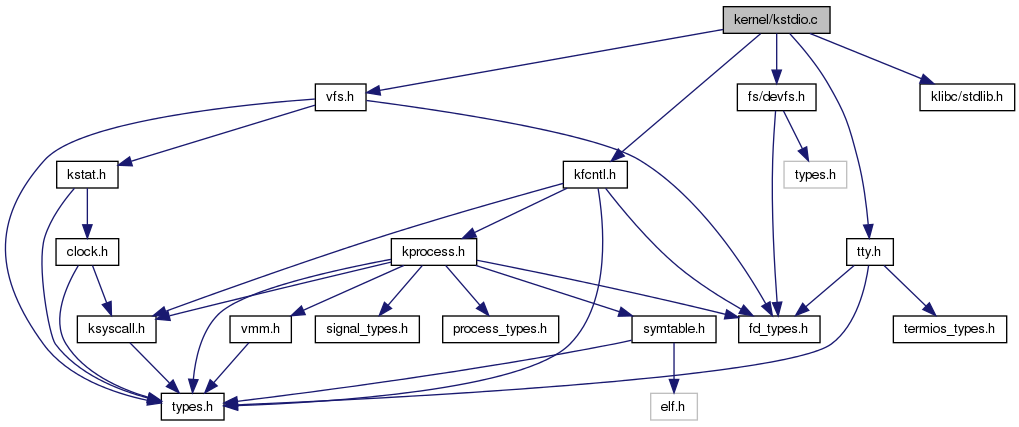 kernel/kstdio.c
vfs.h
fs/devfs.h
klibc/stdlib.h
kstat.h
kfcntl.h
types.h
clock.h
kprocess.h
tty.h
ksyscall.h
vmm.h
signal_types.h
process_types.h
symtable.h
fd_types.h
termios_types.h
types.h
elf.h